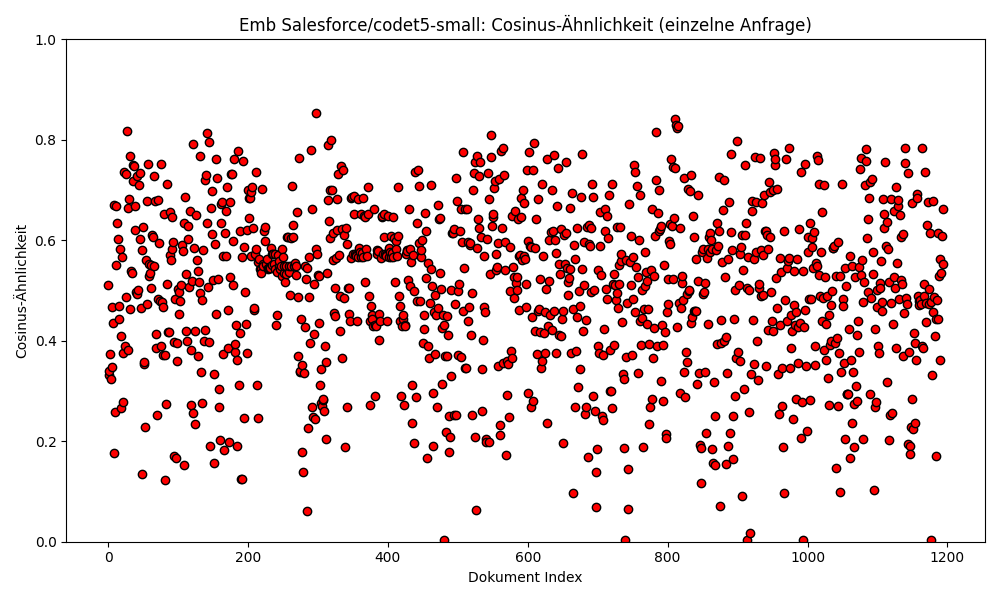 Emb Salesforce/codet5-small: Cosinus-Ähnlichkeit (einzelne Anfrage)
1.0
0.8
0.6
0.4
0.2
0.0
Cosinus-Ähnlichkeit
0 200 400 600 800 1000 1200
Dokument Index